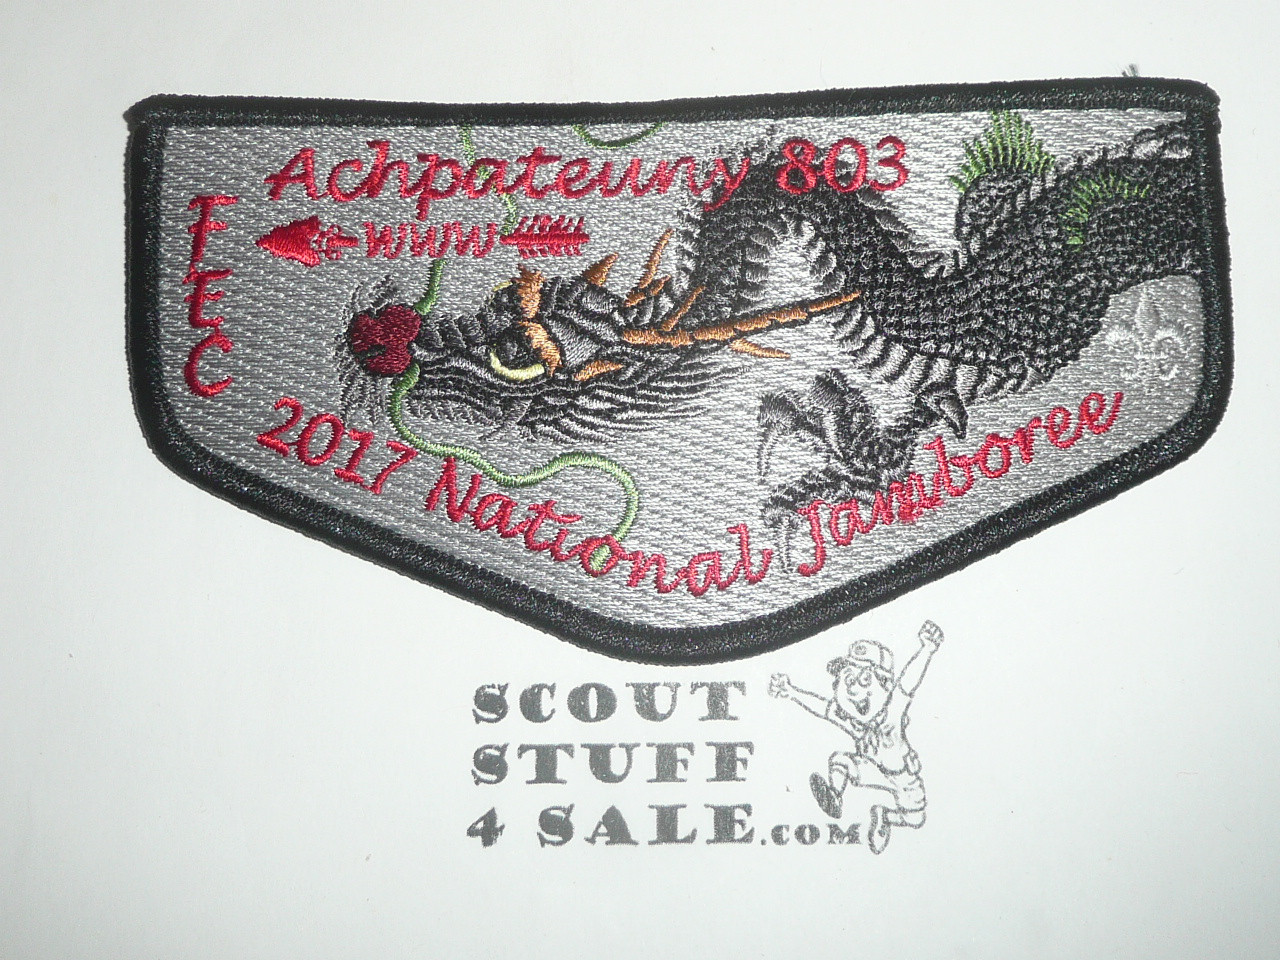 Achpateuny 803
WWW
FEC
2017 National Jamboree
SCOUT
STUFF
4 SALE.COM